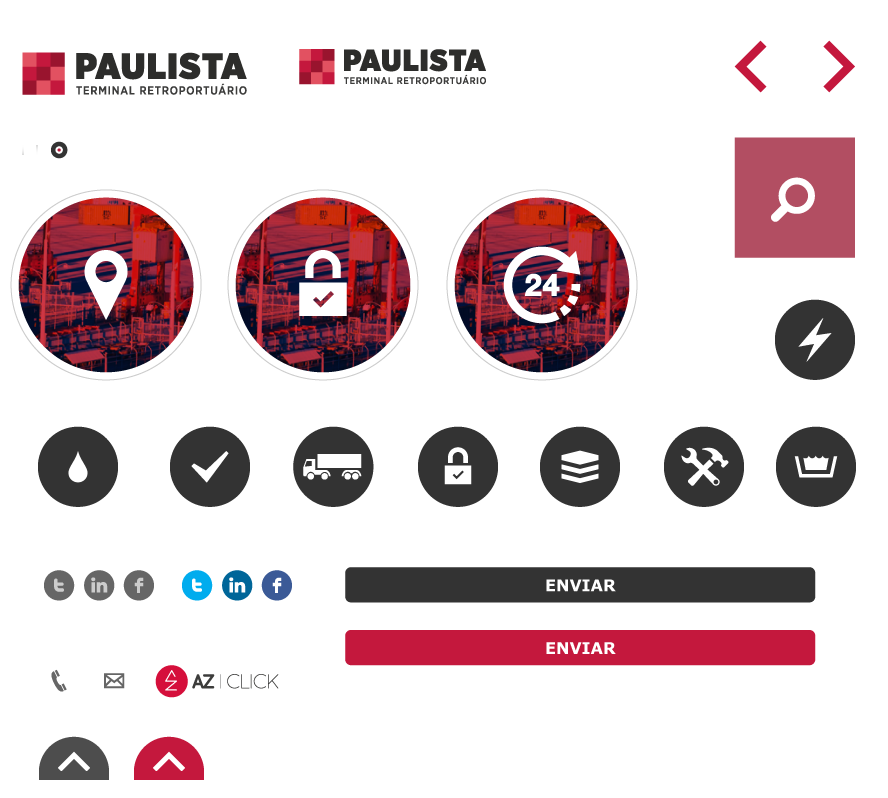 PAULISTA
TERMINAL RETROPORTUÁRIO
PAULISTA
TERMINAL RETROPORTUÁRIO
24
t in f t in f
ENVIAR
ENVIAR
AZ | CLICK